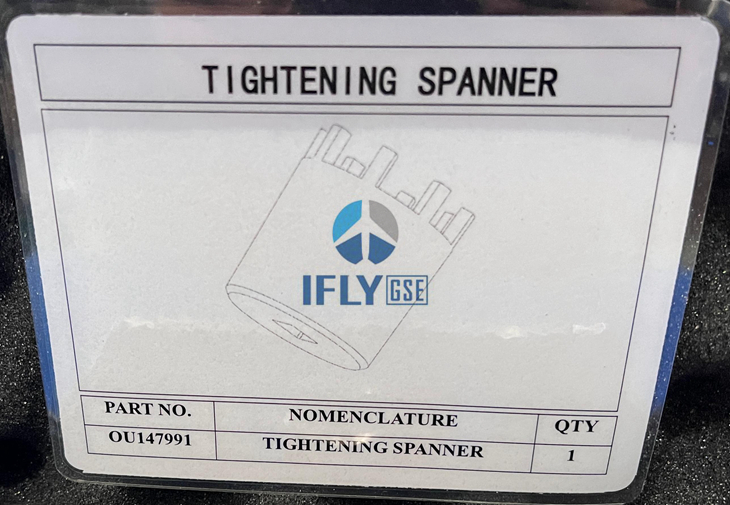 TIGHTENING SPANNER
IFLY GSE
PART NO. NOMENCLATURE QTY
OU147991 TIGHTENING SPANNER 1